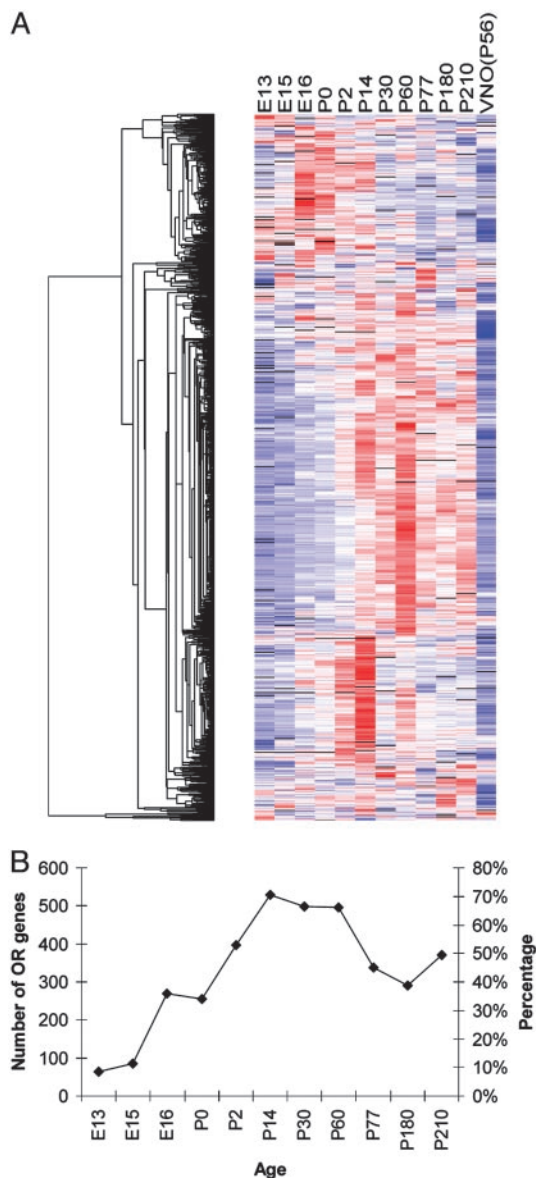 A
E13 E15 E16 P0 P2 P14 P30 P60 P77 P180 P210 VNO(P56)
B
Number of OR genes
600
500
400
300
200
100
0
80%
70%
60%
50%
40%
30%
20%
10%
0%
Percentage
E13 E15 E16 P0 P2 P14 P30 P60 P77 P180 P210
Age